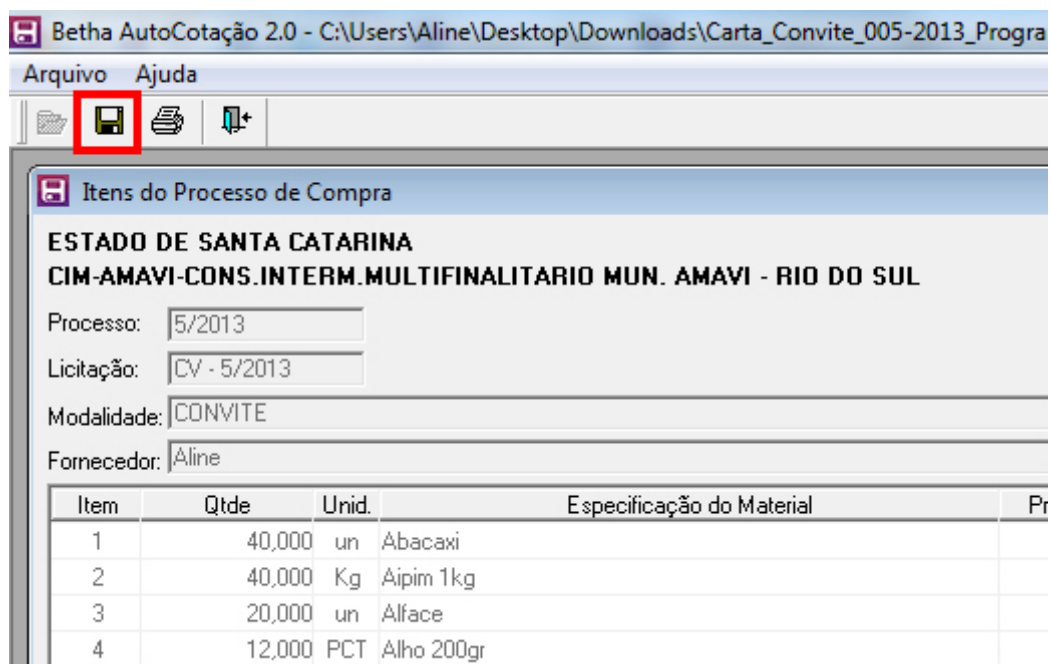 Betha AutoCotação 2.0 - C:\Users\Aline\Desktop\Downloads\Carta_Convite_005-2013_Progra
Arquivo Ajuda
Itens do Processo de Compra
ESTADO DE SANTA CATARINA
CIM-AMAVI-CONS.INTERM.MULTIFINALITARIO MUN. AMAVI - RIO DO SUL
Processo: 5/2013
Licitação: CV - 5/2013
Modalidade: CONVITE
Fornecedor: Aline
Item Qtde Unid. Especificação do Material Pr
1 40,000 un Abacaxi
2 40,000 Kg Aipim 1kg
3 20,000 un Alface
4 12,000 PCT Alho 200gr